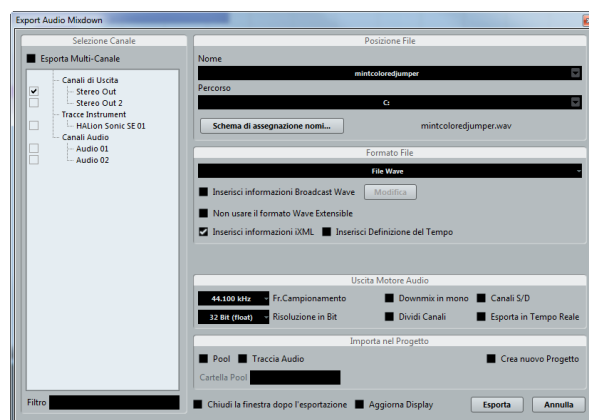 Export Audio Mixdown
Selezione Canale
Esporta Multi-Canale
Canali di Uscita
Stereo Out
Stereo Out 2
Tracce Instrument
HALion Sonic SE 01
Canali Audio
Audio 01
Audio 02
Filtro
Posizione File
Nome
mintcoloredjumper
Percorso
C:
Schema di assegnazione nomi... mintcoloredjumper.wav
Formato File
File Wave
Inserisci informazioni Broadcast Wave Modifica
Non usare il formato Wave Extensible
Inserisci informazioni iXML Inserisci Definizione del Tempo
Uscita Motore Audio
44.100 kHz Fr.Campionamento Downmix in mono Canali S/D
32 Bit (float) Risoluzione in Bit Dividi Canali Esporta in Tempo Reale
Importa nel Progetto
Pool Traccia Audio Crea nuovo Progetto
Cartella Pool
Chiudi la finestra dopo l'esportazione Aggiorna Display Esporta Annulla